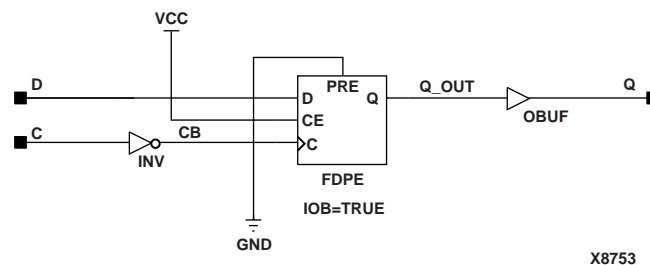 VCC
D
PRE
Q_OUT
Q
D
Q
CE
OBUF
C
CB
C
INV
FDPE
IOB=TRUE
GND
X8753